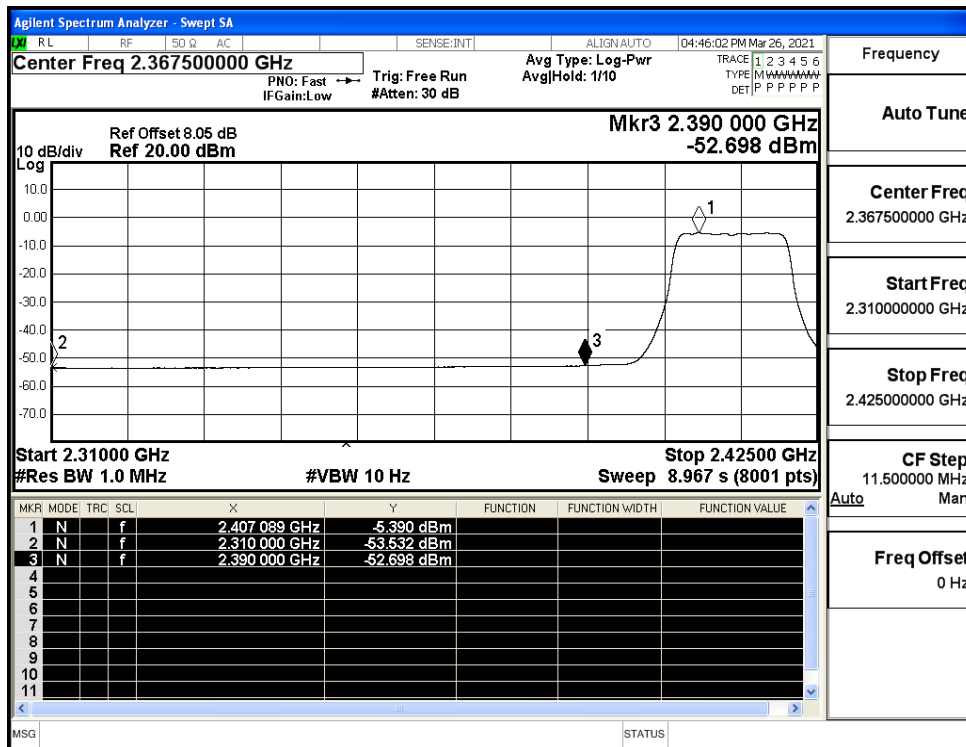 Agilent Spectrum Analyzer - Swept SA
LXI RL RF 50 Ω AC SENSE:INT ALIGN AUTO 04:46:02 PM Mar 26, 2021
Center Freq 2.367500000 GHz
PNO: Fast
IFGain:Low
Trig: Free Run
#Atten: 30 dB
Avg Type: Log-Pwr
Avg|Hold: 1/10
TRACE 1 2 3 4 5 6
TYPE M WWWWW
DET P P P P P P
Ref Offset 8.05 dB
10 dB/div Ref 20.00 dBm
Log
Mkr3 2.390 000 GHz
-52.698 dBm
10.0
0.00
-10.0
-20.0
-30.0
-40.0
-50.0
-60.0
-70.0
1
2
3
Start 2.31000 GHz Stop 2.42500 GHz
#Res BW 1.0 MHz #VBW 10 Hz Sweep 8.967 s (8001 pts)
MKR MODE TRC SCL X Y FUNCTION FUNCTION WIDTH FUNCTION VALUE
1 N f 2.407 089 GHz -5.390 dBm
2 N f 2.310 000 GHz -53.532 dBm
3 N f 2.390 000 GHz -52.698 dBm
4
5
6
7
8
9
10
11
MSG STATUS
Frequency
Auto Tune
Center Freq
2.367500000 GHz
Start Freq
2.310000000 GHz
Stop Freq
2.425000000 GHz
CF Step
11.500000 MHz
Auto Man
Freq Offset
0 Hz